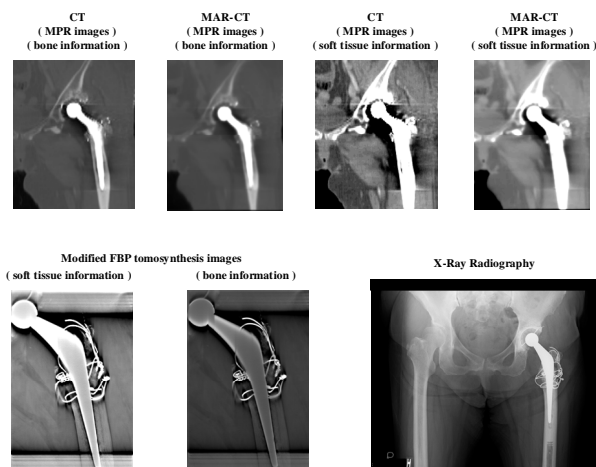 CT
( MPR images )
( bone information )
MAR-CT
( MPR images )
( bone information )
CT
( MPR images )
( soft tissue information )
MAR-CT
( MPR images )
( soft tissue information )
Modified FBP tomosynthesis images
( soft tissue information )
( bone information )
X-Ray Radiography